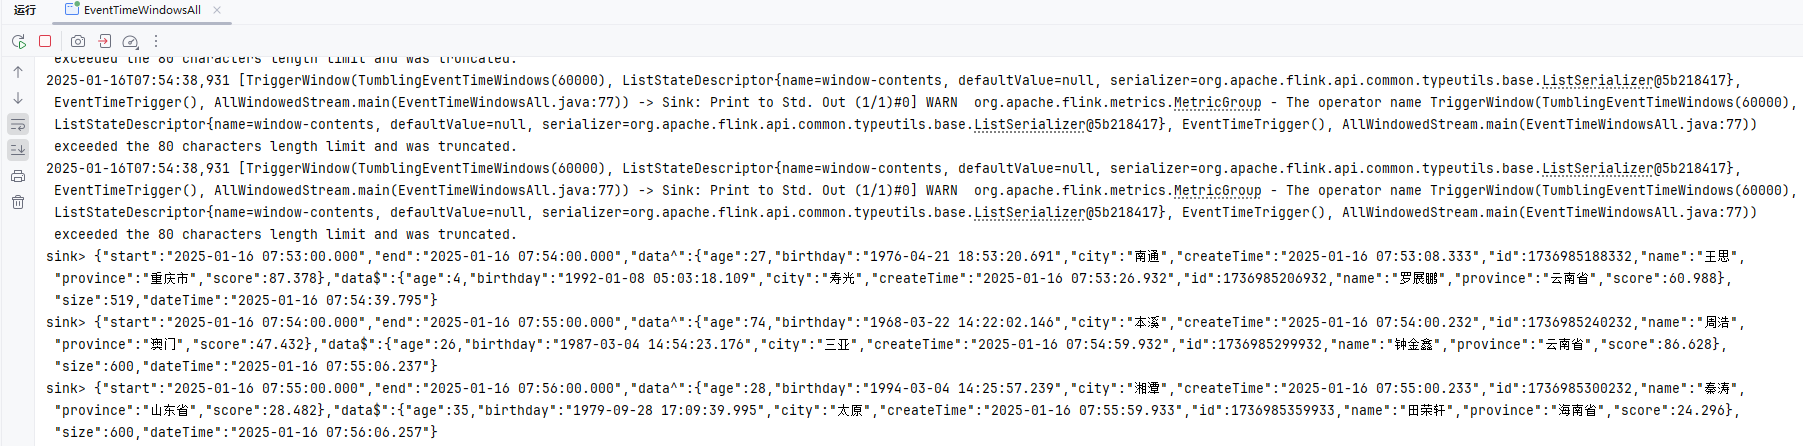 运行
EventTimeWindowsAll
exceeded the 80 characters length limit and was truncated.
2025-01-16T07:54:38,931 [TriggerWindow(TumblingEventTimeWindows(60000), ListStateDescriptor{name=window-contents, defaultValue=null, serializer=org.apache.flink.api.common.typeutils.base.ListSerializer@5b218417},
EventTimeTrigger(), AllWindowedStream.main(EventTimeWindowsAll.java:77)) -> Sink: Print to Std. Out (1/1)#0] WARN  org.apache.flink.metrics.MetricGroup - The operator name TriggerWindow(TumblingEventTimeWindows(60000),
ListStateDescriptor{name=window-contents, defaultValue=null, serializer=org.apache.flink.api.common.typeutils.base.ListSerializer@5b218417}, EventTimeTrigger(), AllWindowedStream.main(EventTimeWindowsAll.java:77))
exceeded the 80 characters length limit and was truncated.
2025-01-16T07:54:38,931 [TriggerWindow(TumblingEventTimeWindows(60000), ListStateDescriptor{name=window-contents, defaultValue=null, serializer=org.apache.flink.api.common.typeutils.base.ListSerializer@5b218417},
EventTimeTrigger(), AllWindowedStream.main(EventTimeWindowsAll.java:77)) -> Sink: Print to Std. Out (1/1)#0] WARN  org.apache.flink.metrics.MetricGroup - The operator name TriggerWindow(TumblingEventTimeWindows(60000),
ListStateDescriptor{name=window-contents, defaultValue=null, serializer=org.apache.flink.api.common.typeutils.base.ListSerializer@5b218417}, EventTimeTrigger(), AllWindowedStream.main(EventTimeWindowsAll.java:77))
exceeded the 80 characters length limit and was truncated.
sink> {"start":"2025-01-16 07:53:00.000","end":"2025-01-16 07:54:00.000","data^":{"age":27,"birthday":"1976-04-21 18:53:20.691","city":"南通","createTime":"2025-01-16 07:53:08.333","id":1736985188332,"name":"王思",
"province":"重庆市","score":87.378},"data$":{"age":4,"birthday":"1992-01-08 05:03:18.109","city":"寿光","createTime":"2025-01-16 07:53:26.932","id":1736985206932,"name":"罗展鹏","province":"云南省","score":60.988},
"size":519,"dateTime":"2025-01-16 07:54:39.795"}
sink> {"start":"2025-01-16 07:54:00.000","end":"2025-01-16 07:55:00.000","data^":{"age":74,"birthday":"1968-03-22 14:22:02.146","city":"本溪","createTime":"2025-01-16 07:54:00.232","id":1736985240232,"name":"周浩",
"province":"澳门","score":47.432},"data$":{"age":26,"birthday":"1987-03-04 14:54:23.176","city":"三亚","createTime":"2025-01-16 07:54:59.932","id":1736985299932,"name":"钟金鑫","province":"云南省","score":86.628},
"size":600,"dateTime":"2025-01-16 07:55:06.237"}
sink> {"start":"2025-01-16 07:55:00.000","end":"2025-01-16 07:56:00.000","data^":{"age":28,"birthday":"1994-03-04 14:25:57.239","city":"湘潭","createTime":"2025-01-16 07:55:00.233","id":1736985300232,"name":"秦涛",
"province":"山东省","score":28.482},"data$":{"age":35,"birthday":"1979-09-28 17:09:39.995","city":"太原","createTime":"2025-01-16 07:55:59.933","id":1736985359933,"name":"田荣轩","province":"海南省","score":24.296},
"size":600,"dateTime":"2025-01-16 07:56:06.257"}